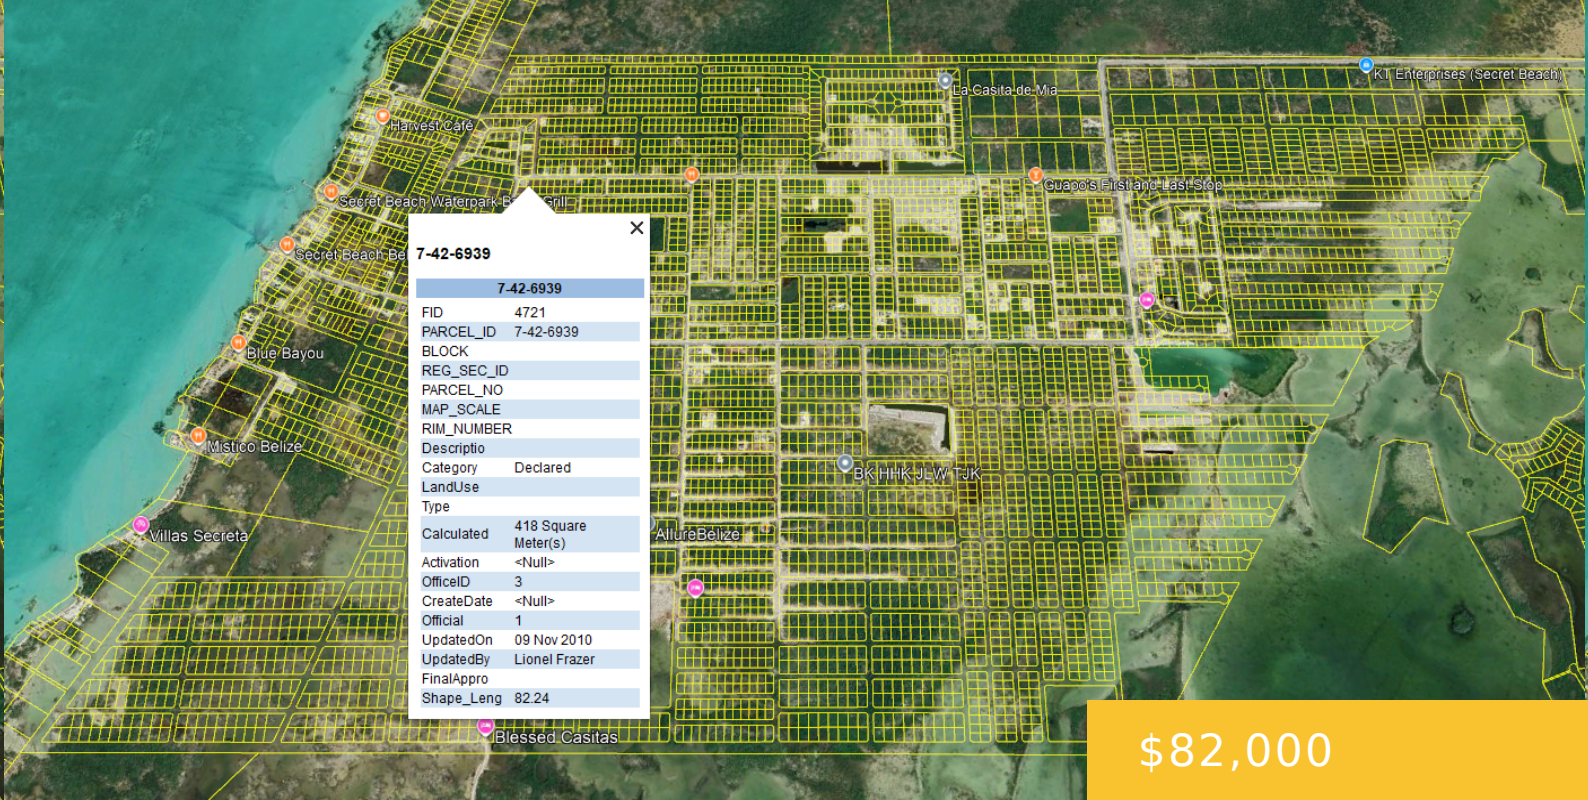 KT Enterprises (Secret Beach)
La Casita de Mia
Harvest Café
Guapo's First and Last Stop
Secret Beach Waterpark Ba Grill
Secret Beach Be
7-42-6939
7-42-6939
FID 4721
PARCEL_ID 7-42-6939
BLOCK
REG_SEC_ID
PARCEL_NO
MAP_SCALE
RIM_NUMBER
Descriptio
Category Declared
LandUse
Type
Calculated 418 Square
Meter(s)
Activation <Null>
OfficeID 3
CreateDate <Null>
Official 1
UpdatedOn 09 Nov 2010
UpdatedBy Lionel Frazer
FinalAppro
Shape_Leng 82.24
Blue Bayou
Mistico Belize
BK HHK JLW TJK
Villas Secreta
AllureBelize
Blessed Casitas
$82,000